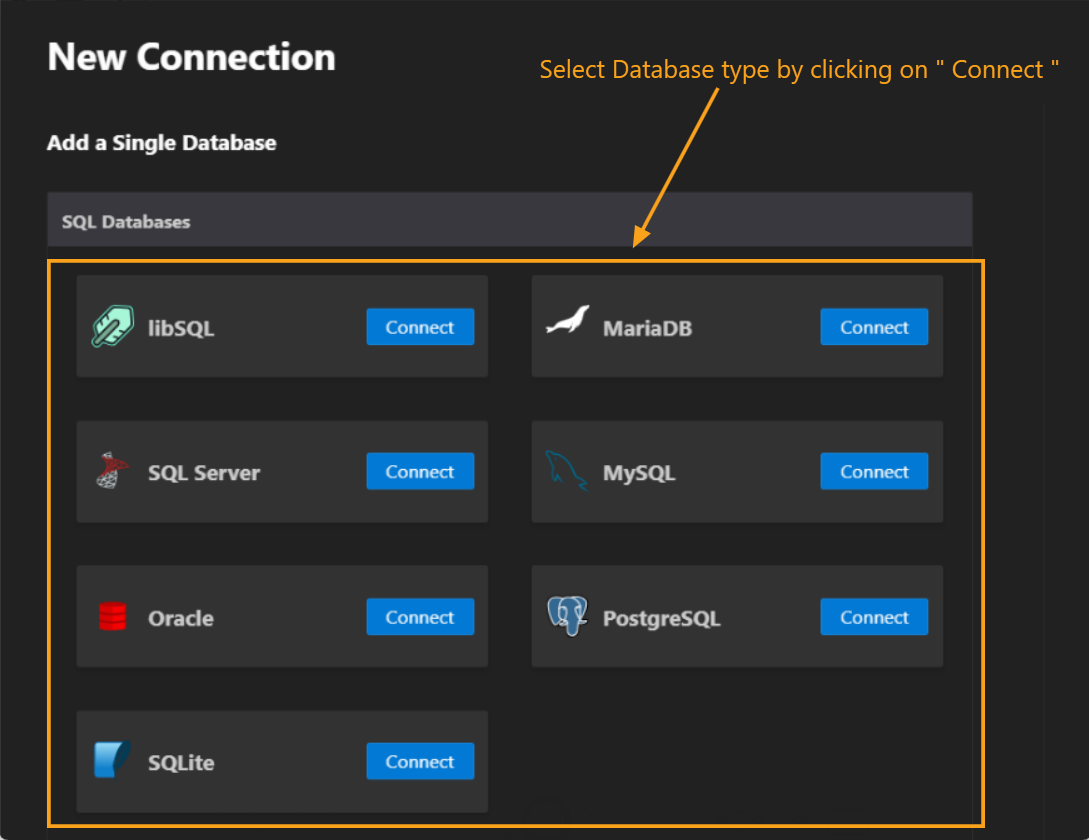 New Connection
Select Database type by clicking on " Connect "
Add a Single Database
SQL Databases
libSQL Connect
MariaDB Connect
SQL Server Connect
MySQL Connect
Oracle Connect
PostgreSQL Connect
SQLite Connect